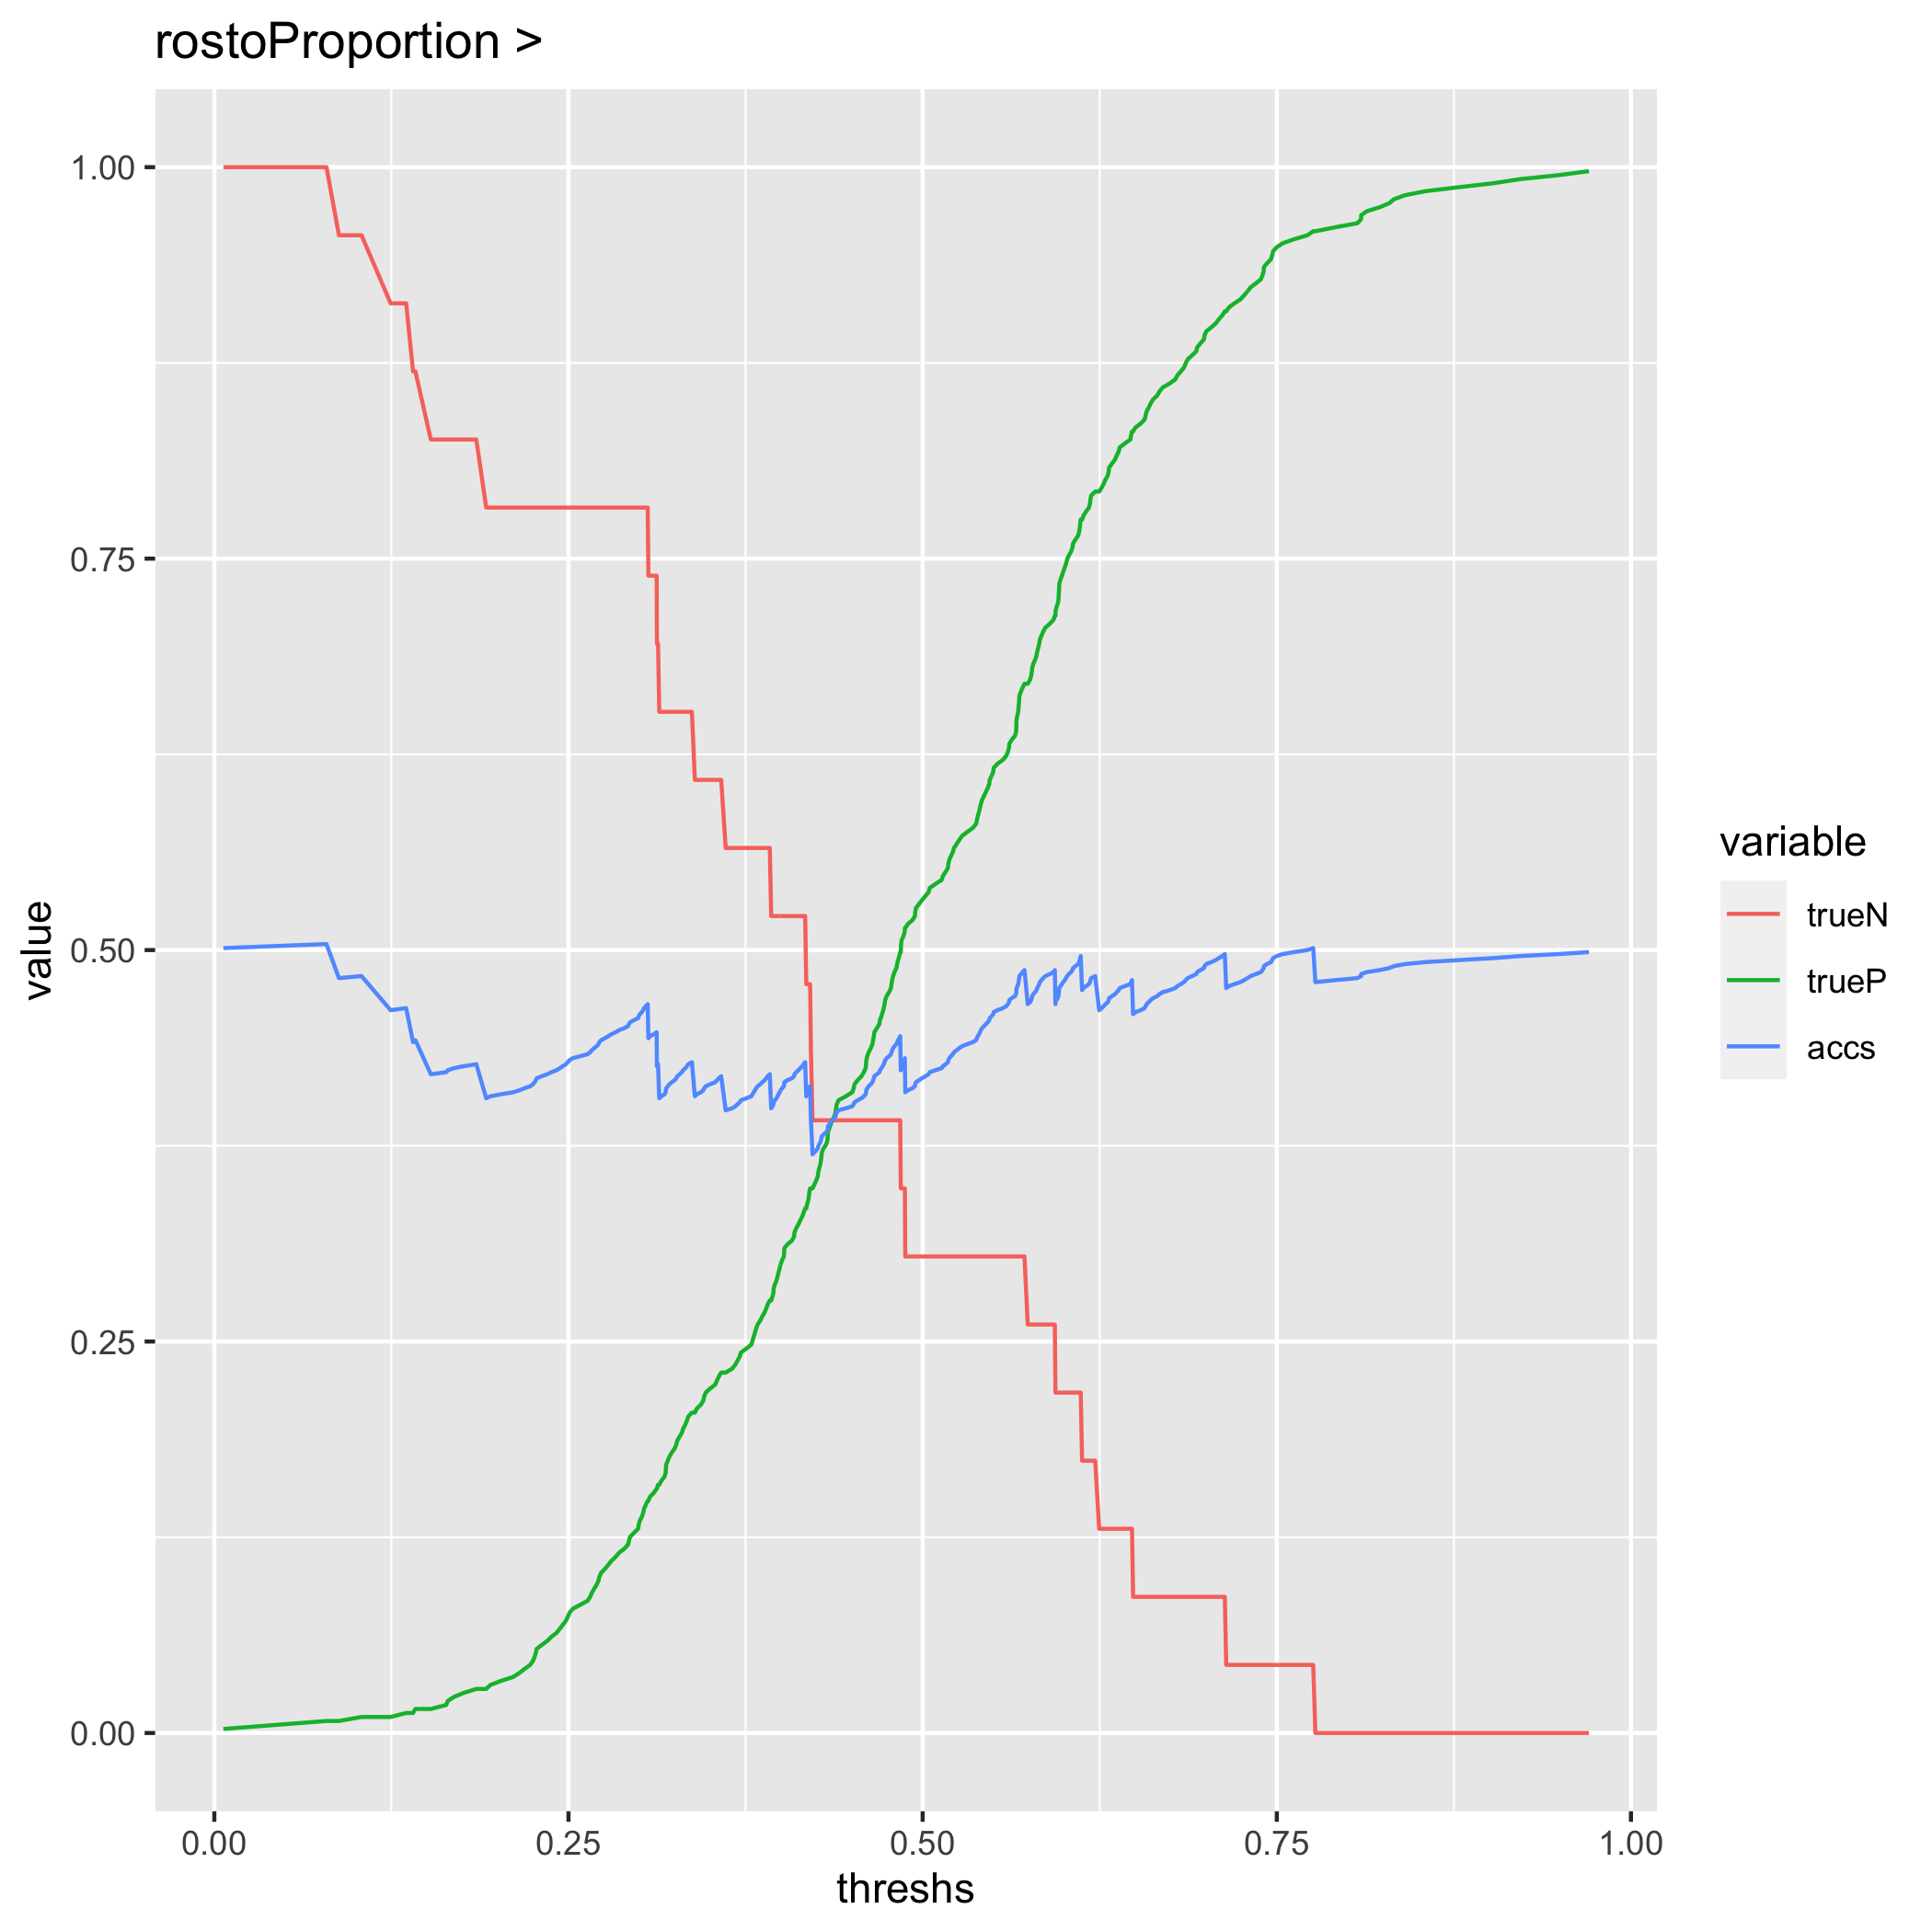 rostoProportion >
1.00
0.75
0.50
0.25
0.00
value
0.00 0.25 0.50 0.75 1.00
threshs
variable
trueN
trueP
accs